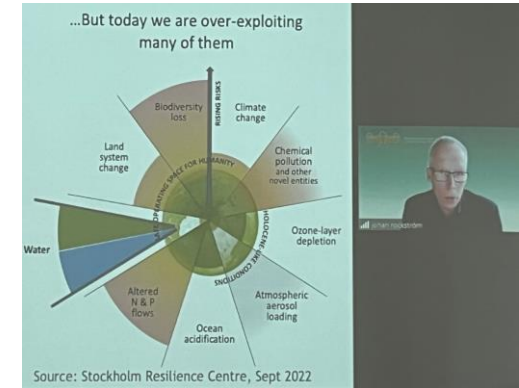 ...But today we are over-exploiting
many of them
RISING RISKS
Biodiversity
loss
Climate
change
Land
system
change
Chemical
pollution
and other
novel entities
SAFE OPERATING SPACE FOR HUMANITY
Water
Ozone-layer
depletion
HOLOCENE-LIKE CONDITIONS
Altered
N & P
flows
Atmospheric
aerosol
loading
Ocean
acidification
Source: Stockholm Resilience Centre, Sept 2022